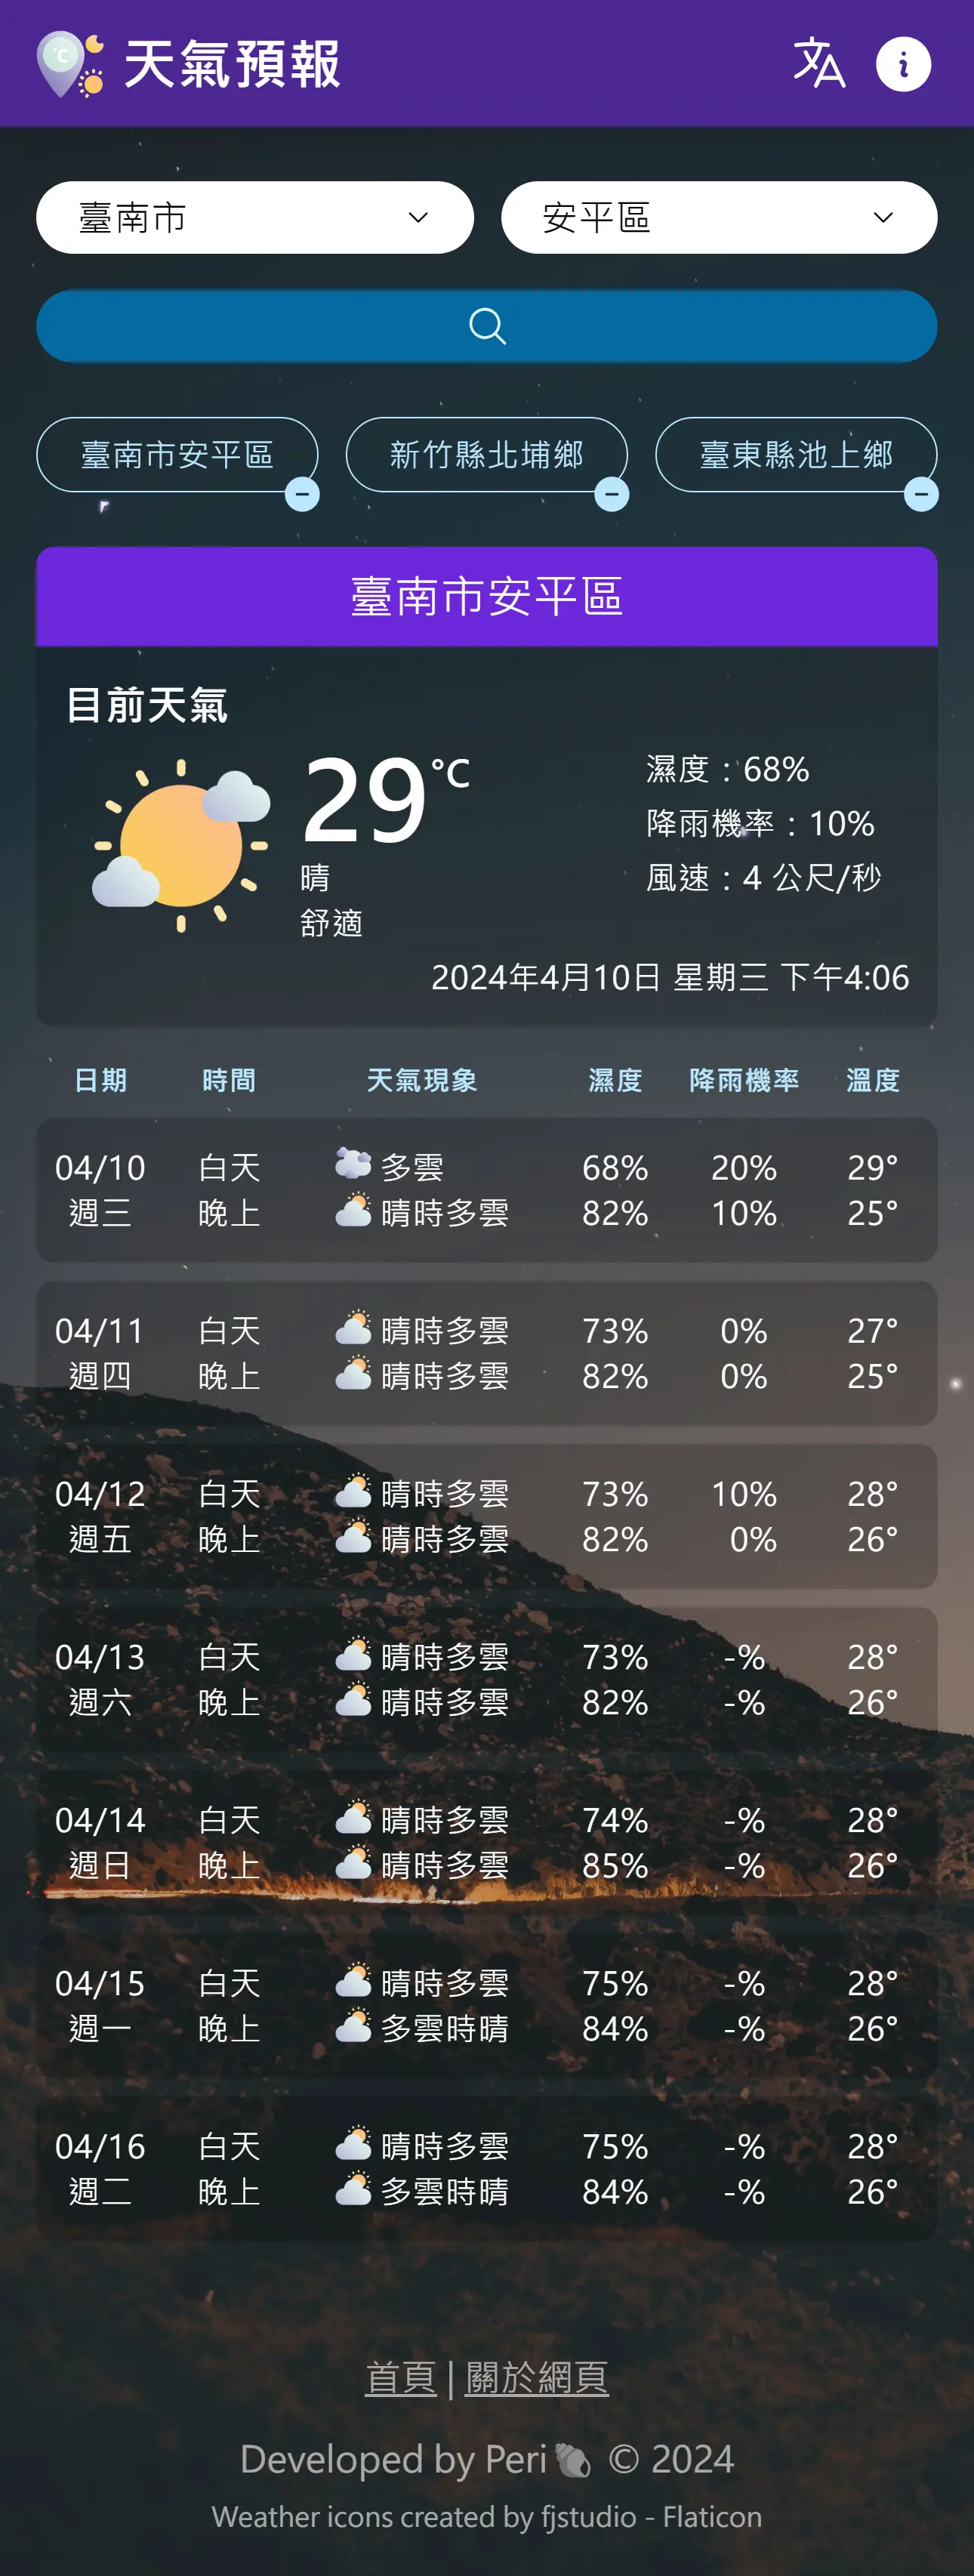 °C 天氣預報
臺南市 安平區
臺南市安平區 新竹縣北埔鄉 臺東縣池上鄉
臺南市安平區
目前天氣
29 °C
晴
舒適
濕度：68%
降雨機率：10%
風速：4 公尺/秒
2024年4月10日 星期三 下午4:06
日期 時間 天氣現象 濕度 降雨機率 溫度
04/10 白天 多雲 68% 20% 29°
週三 晚上 晴時多雲 82% 10% 25°
04/11 白天 晴時多雲 73% 0% 27°
週四 晚上 晴時多雲 82% 0% 25°
04/12 白天 晴時多雲 73% 10% 28°
週五 晚上 晴時多雲 82% 0% 26°
04/13 白天 晴時多雲 73% -% 28°
週六 晚上 晴時多雲 82% -% 26°
04/14 白天 晴時多雲 74% -% 28°
週日 晚上 晴時多雲 85% -% 26°
04/15 白天 晴時多雲 75% -% 28°
週一 晚上 多雲時晴 84% -% 26°
04/16 白天 晴時多雲 75% -% 28°
週二 晚上 多雲時晴 84% -% 26°
首頁 | 關於網頁
Developed by Peri🐚 © 2024
Weather icons created by fjstudio - Flaticon